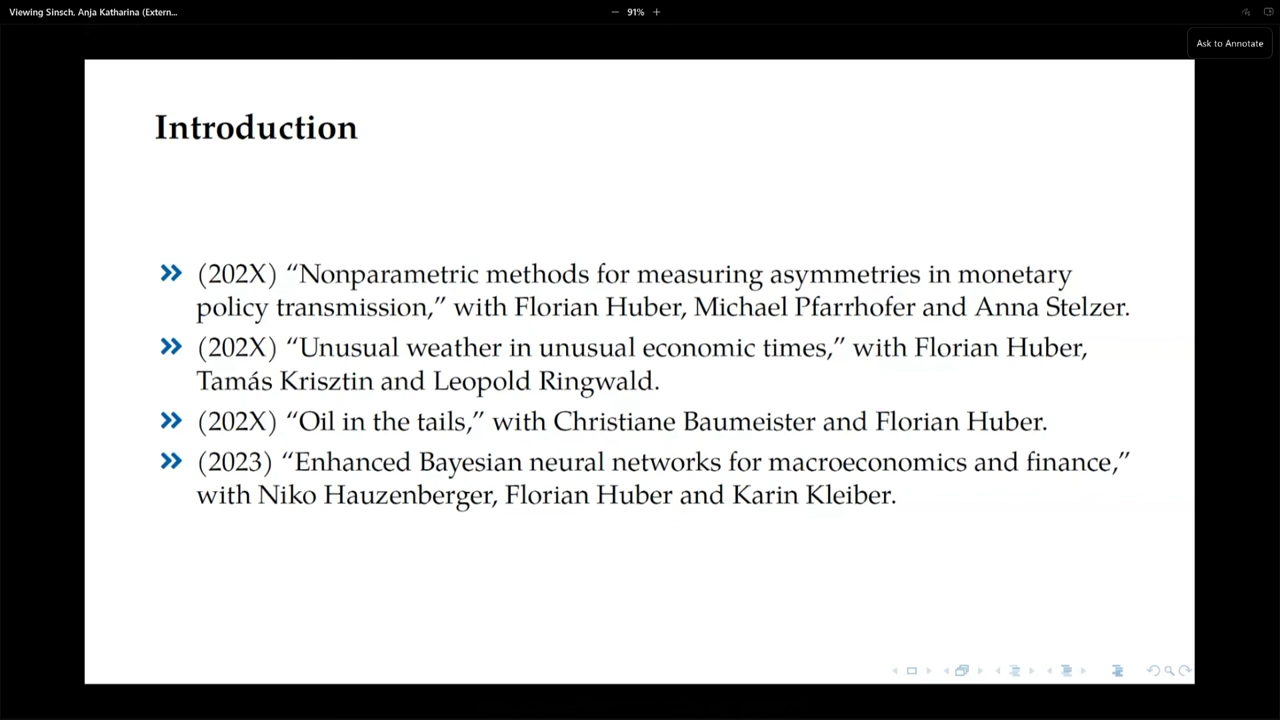 Viewing Sinsch, Anja Katharina (Extern...
− 91% +
Ask to Annotate
Introduction
(202X) “Nonparametric methods for measuring asymmetries in monetary
policy transmission,” with Florian Huber, Michael Pfarrhofer and Anna Stelzer.
(202X) “Unusual weather in unusual economic times,” with Florian Huber,
Tamás Krisztin and Leopold Ringwald.
(202X) “Oil in the tails,” with Christiane Baumeister and Florian Huber.
(2023) “Enhanced Bayesian neural networks for macroeconomics and finance,”
with Niko Hauzenberger, Florian Huber and Karin Kleiber.